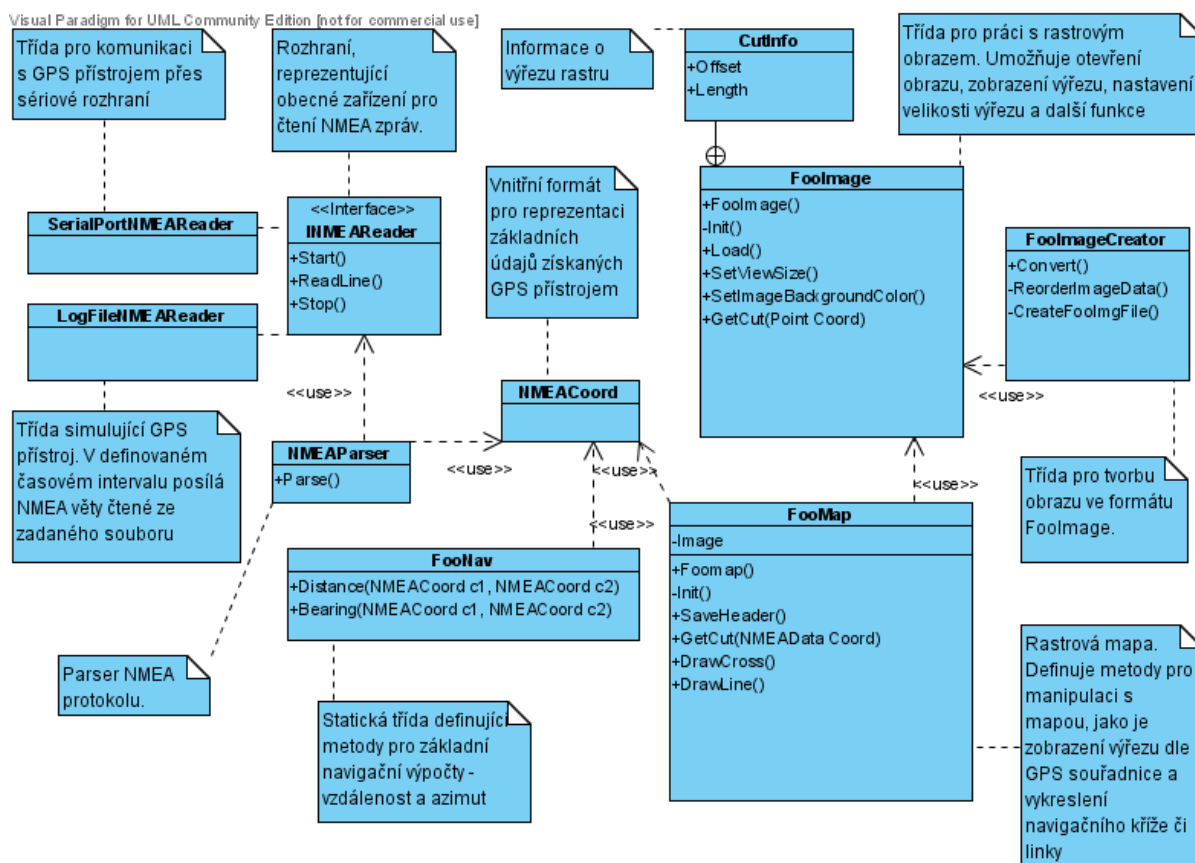 Visual Paradigm for UML Community Edition [not for commercial use]
Třída pro komunikaci
s GPS přístrojem přes
sériové rozhraní
Rozhraní,
reprezentující
obecné zařízení pro
čtení NMEA zpráv.
Informace o
výřezu rastru
CutInfo
+Offset
+Length
Třída pro práci s rastrovým
obrazem. Umožňuje otevření
obrazu, zobrazení výřezu, nastavení
velikosti výřezu a další funkce
Vnitřní formát
pro reprezentaci
základních
údajů získaných
GPS přístrojem
FooImage
+FooImage()
-Init()
+Load()
+SetViewSize()
+SetImageBackgroundColor()
+GetCut(Point Coord)
SerialPortNMEAReader
<<Interface>>
INMEAReader
+Start()
+ReadLine()
+Stop()
FooImageCreator
+Convert()
-ReorderImageData()
-CreateFooImgFile()
LogFileNMEAReader
<<use>>
NMEACoord
<<use>>
Třída simulující GPS
přístroj. V definovaném
časovém intervalu posílá
NMEA věty čtené ze
zadaného souboru
NMEAParser
+Parse()
<<use>>
<<use>>
<<use>>
<<use>>
Třída pro tvorbu
obrazu ve formátu
FooImage.
FooNav
+Distance(NMEACoord c1, NMEACoord c2)
+Bearing(NMEACoord c1, NMEACoord c2)
FooMap
-Image
+Foomap()
-Init()
+SaveHeader()
+GetCut(NMEAData Coord)
+DrawCross()
+DrawLine()
Parser NMEA
protokolu.
Statická třída definující
metody pro základní
navigační výpočty -
vzdálenost a azimut
Rastrová mapa.
Definuje metody pro
manipulaci s
mapou, jako je
zobrazení výřezu dle
GPS souřadnice a
vykreslení
navigačního kříže či
linky